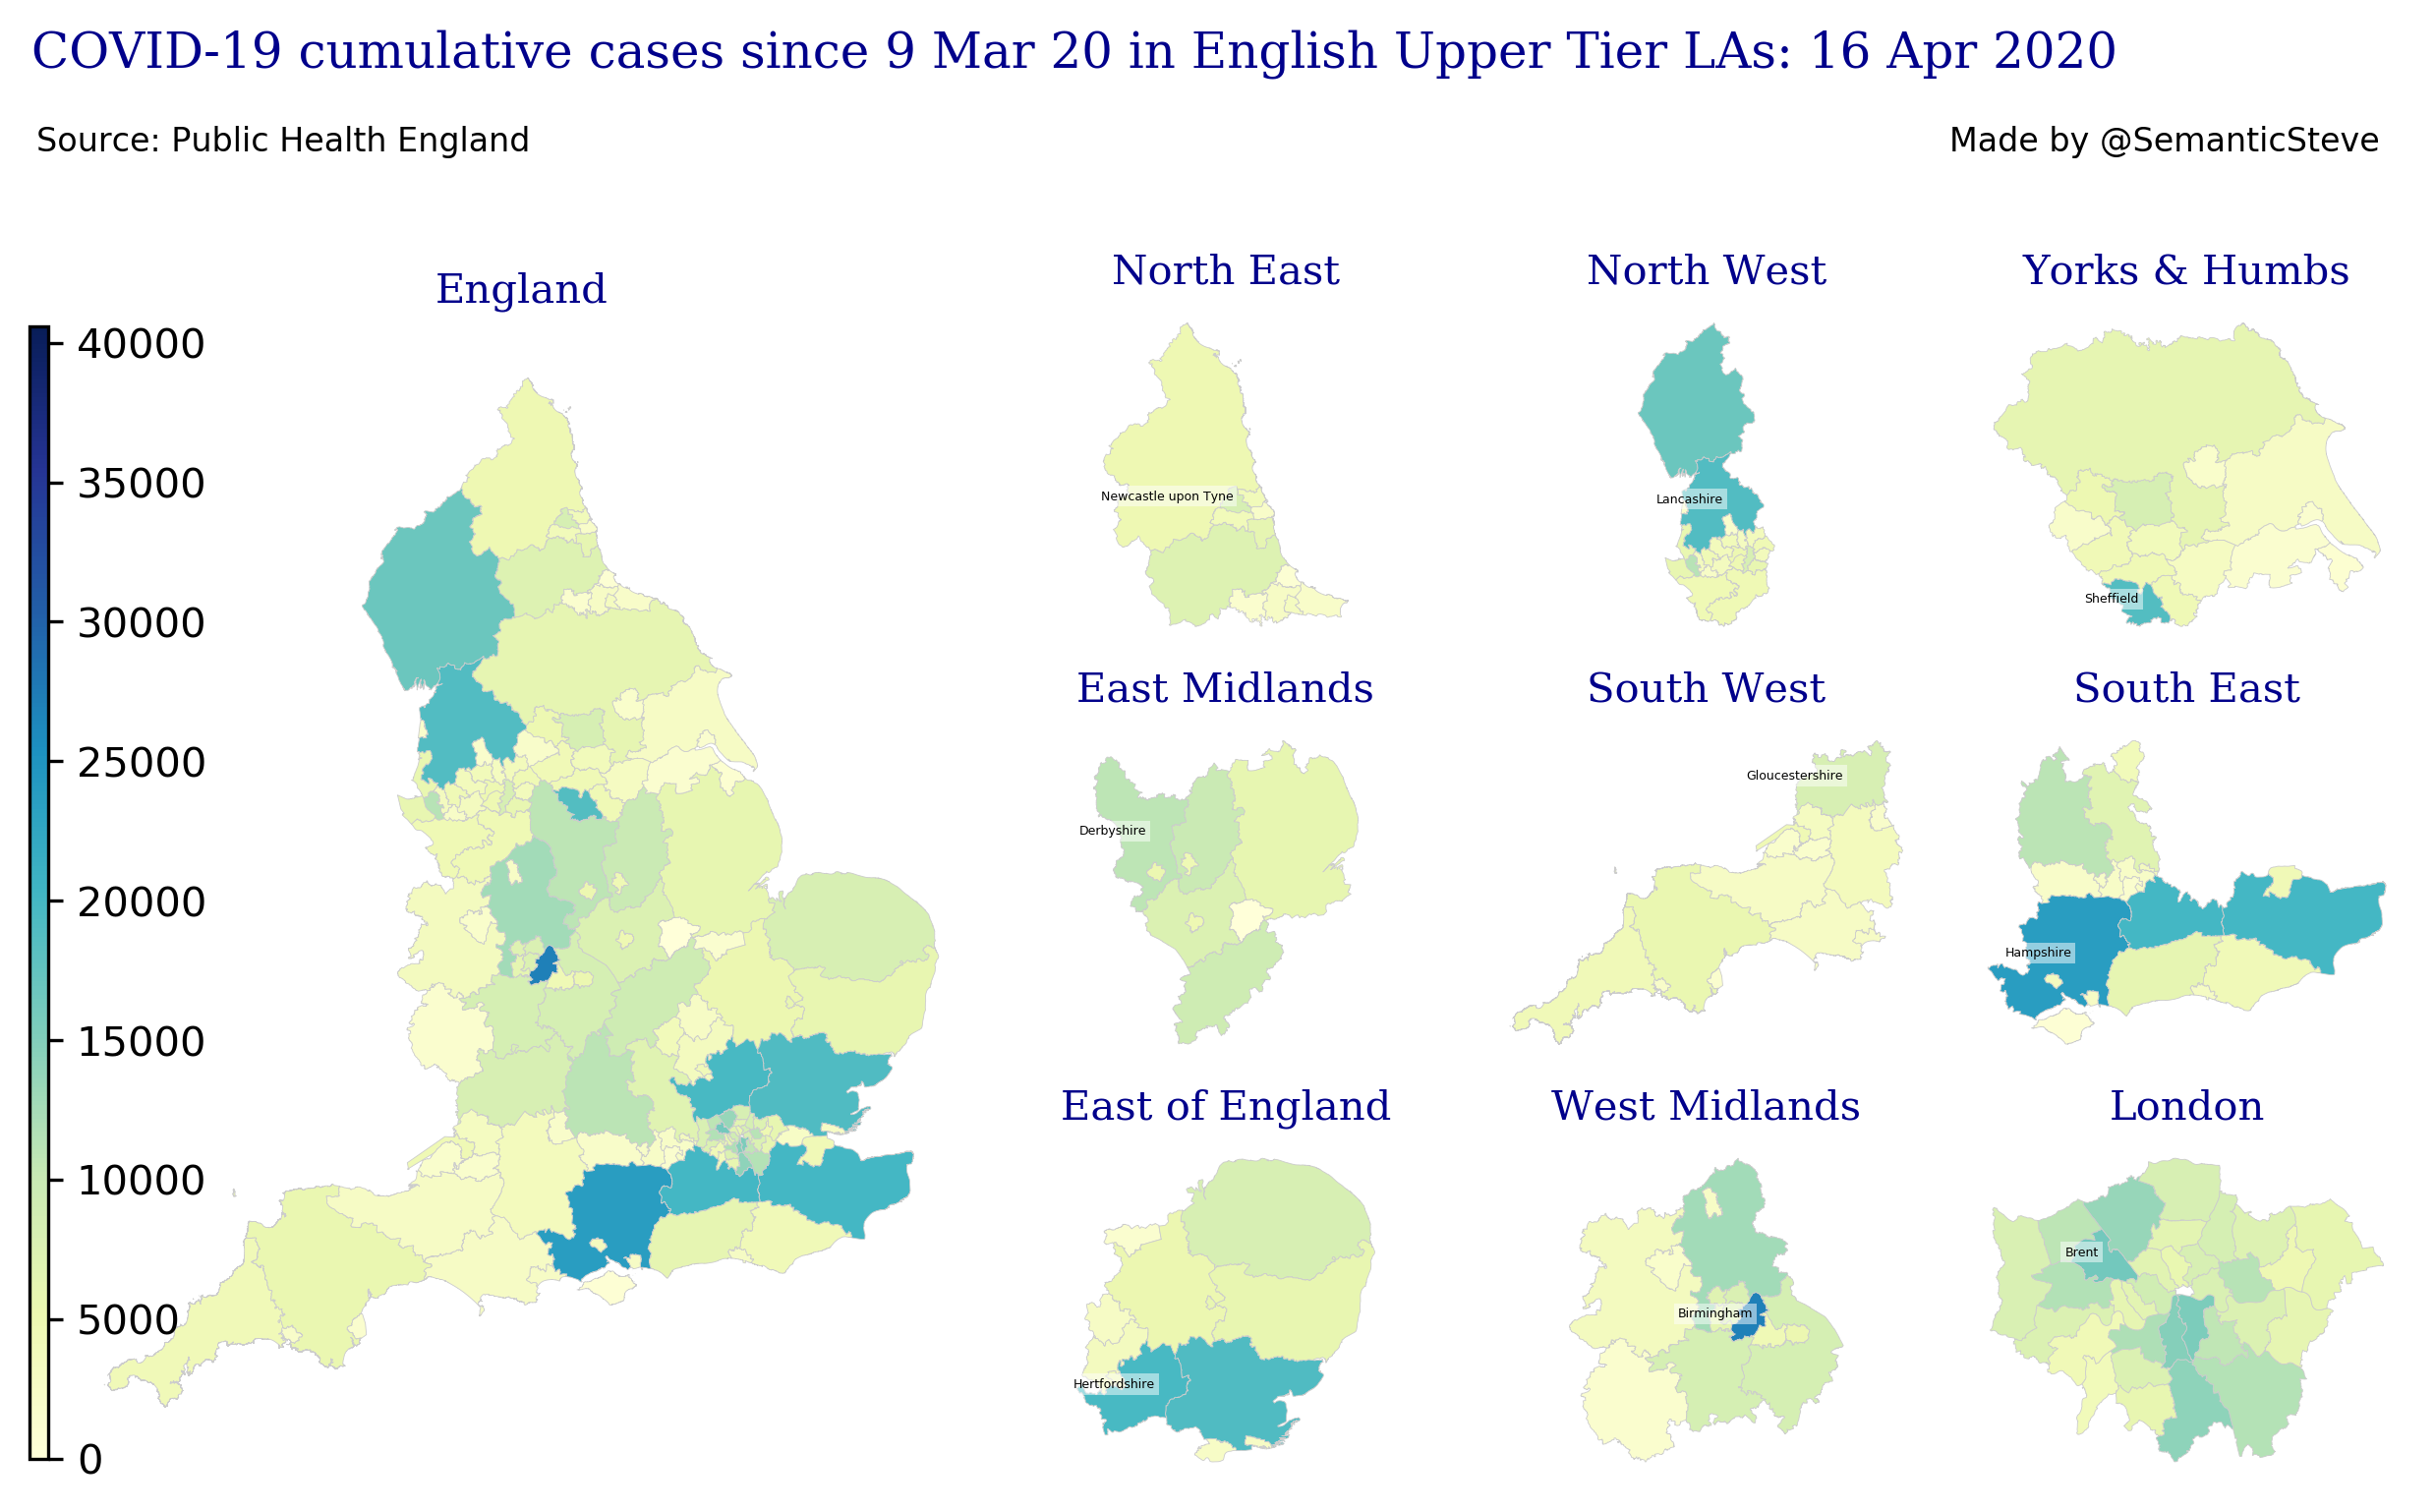 COVID-19 cumulative cases since 9 Mar 20 in English Upper Tier LAs: 16 Apr 2020
Source: Public Health England
Made by @SemanticSteve
England
40000
35000
30000
25000
20000
15000
10000
5000
0
North East
Newcastle upon Tyne
North West
Lancashire
Yorks & Humbs
Sheffield
East Midlands
Derbyshire
South West
Gloucestershire
South East
Hampshire
East of England
Hertfordshire
West Midlands
Birmingham
London
Brent